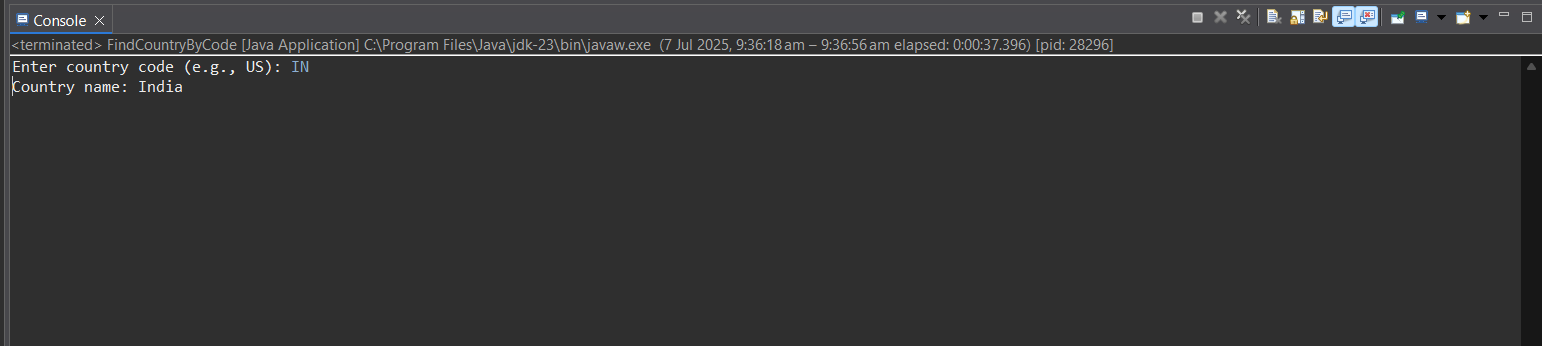 Console
<terminated> FindCountryByCode [Java Application] C:\Program Files\Java\jdk-23\bin\javaw.exe (7 Jul 2025, 9:36:18 am – 9:36:56 am elapsed: 0:00:37.396) [pid: 28296]
Enter country code (e.g., US): IN
Country name: India